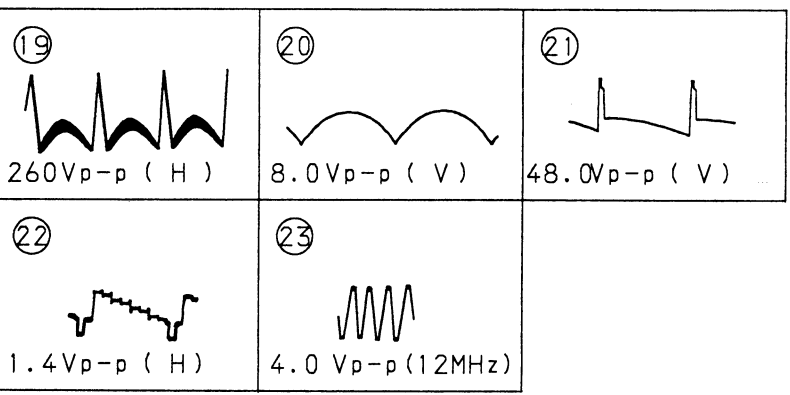 19
20
21
260Vp-p ( H )
8.0Vp-p ( V )
48.0Vp-p ( V )
22
23
1.4Vp-p ( H )
4.0 Vp-p(12MHz)